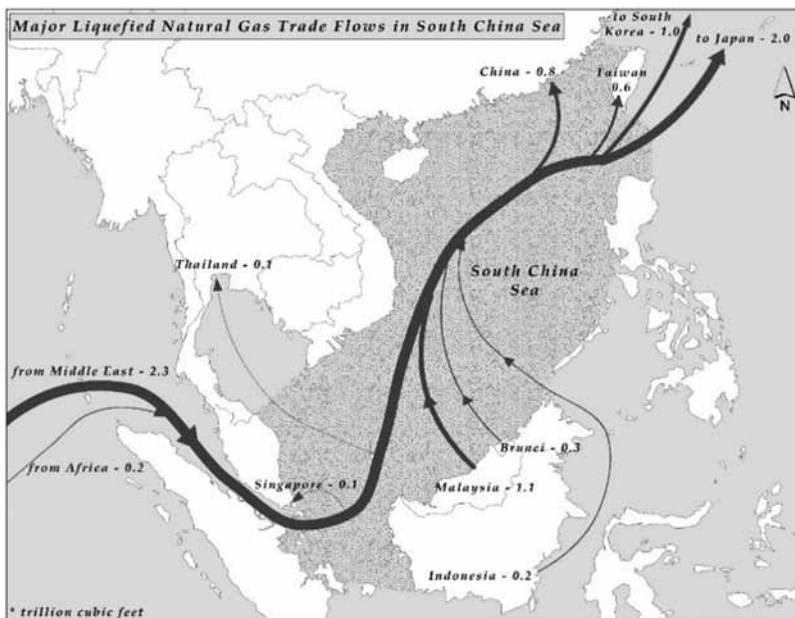 Major Liquefied Natural Gas Trade Flows in South China Sea
to South
Korea - 1.0
to Japan - 2.0
China - 0.8
Taiwan
0.6
N
Thailand - 0.1
South China
Sea
from Middle East - 2.3
from Africa - 0.2
Singapore - 0.1
Brunei - 0.3
Malaysia - 1.1
Indonesia - 0.2
* trillion cubic feet